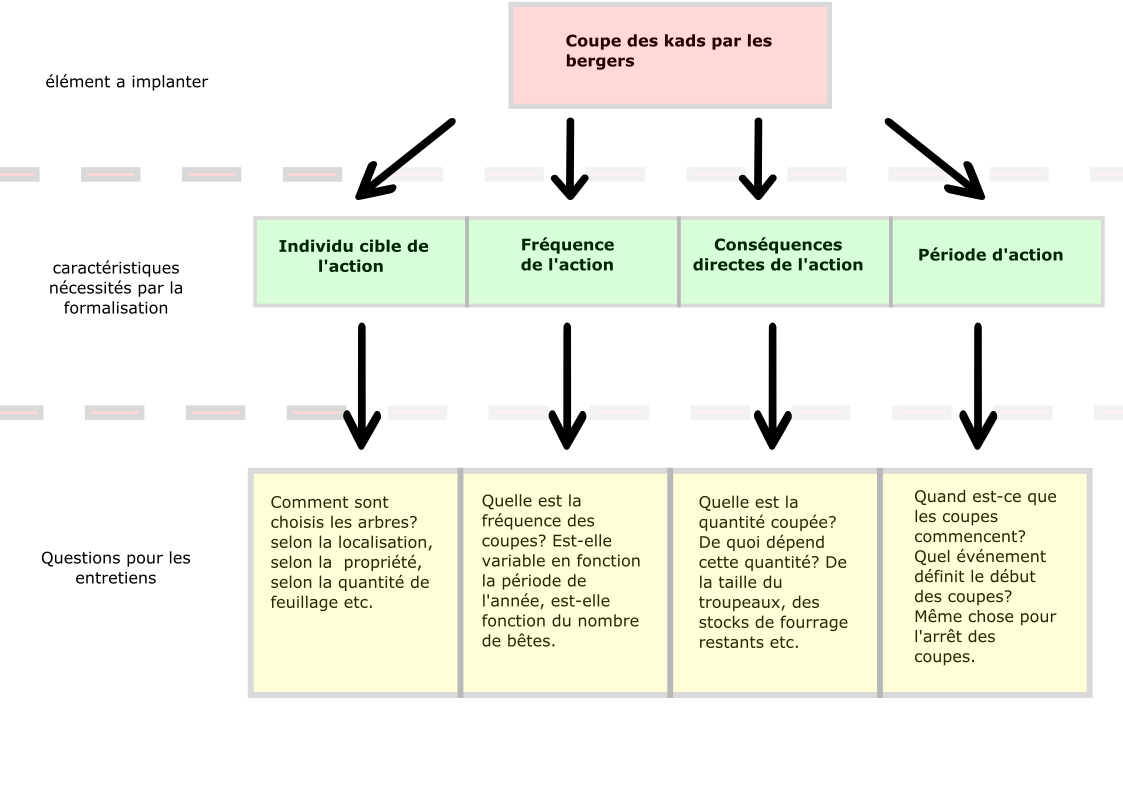 Coupe des kads par les
bergers
élément a implanter
Individu cible de
l'action
Fréquence
de l'action
Conséquences
directes de l'action
Période d'action
caractéristiques
nécessités par la
formalisation
Questions pour les
entretiens
Comment sont
choisis les arbres?
selon la localisation,
selon la  propriété,
selon la quantité de
feuillage etc.
Quelle est la
fréquence des
coupes? Est-elle
variable en fonction
la période de
l'année, est-elle
fonction du nombre
de bêtes.
Quelle est la
quantité coupée?
De quoi dépend
cette quantité? De
la taille du
troupeaux, des
stocks de fourrage
restants etc.
Quand est-ce que
les coupes
commencent?
Quel événement
définit le début
des coupes?
Même chose pour
l'arrêt des
coupes.